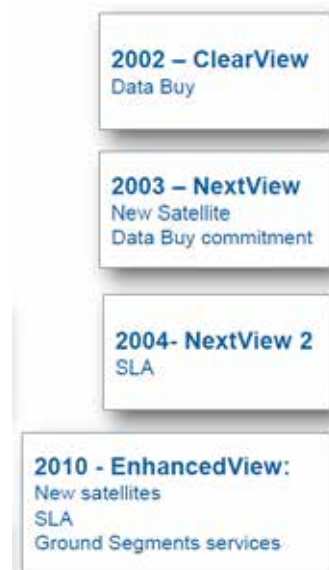 2002 – ClearView
Data Buy
2003 – NextView
New Satellite
Data Buy commitment
2004- NextView 2
SLA
2010 - EnhancedView:
New satellites
SLA
Ground Segments services